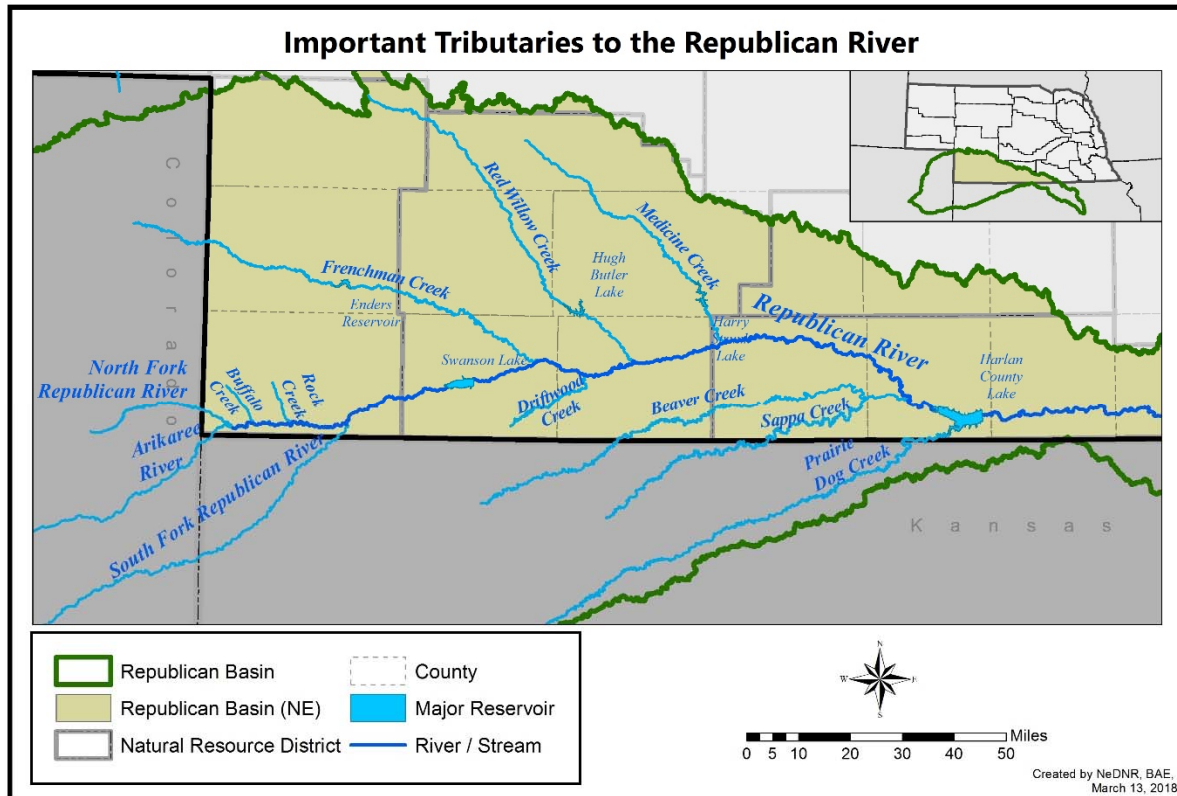 Important Tributaries to the Republican River
Colorado
Red Willow Creek
Medicine Creek
Frenchman Creek
Hugh
Butler
Lake
Enders
Reservoir
Republican River
Harry
Lake
Swanson Lake
Harlan
County
Lake
North Fork
Republican River
Buffalo
Creek
Rock
Creek
Driftwood
Creek
Beaver Creek
Sappa Creek
Arikaree
River
Prairie
Dog Creek
South Fork Republican River
Kansas
Republican Basin
County
Republican Basin (NE)
Major Reservoir
Natural Resource District
River / Stream
N
W
E
S
0 5 10 20 30 40 50 Miles
Created by NeDNR, BAE,
March 13, 2018